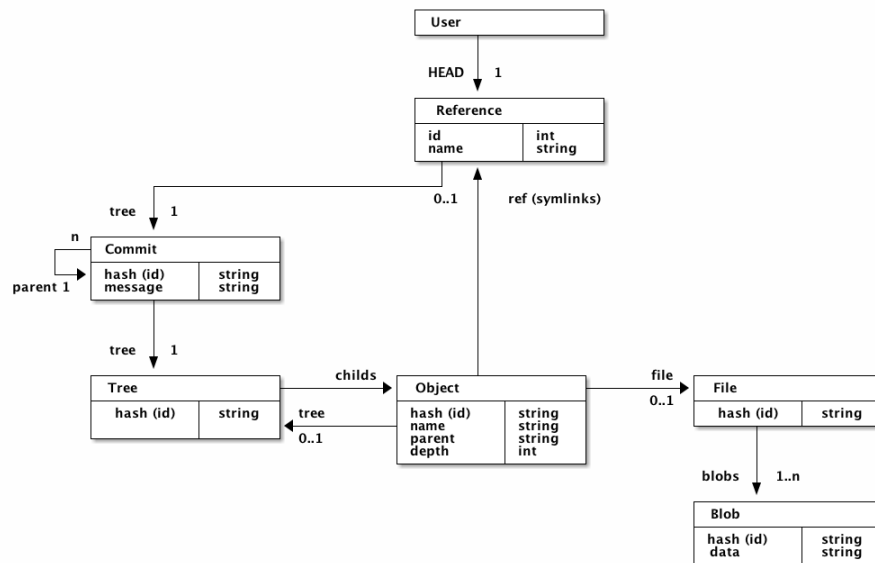 User
HEAD 1
Reference
id int
name string
0..1 ref (symlinks)
tree 1
n
Commit
hash (id) string
message string
parent 1
tree 1
Tree
hash (id) string
childs
tree
0..1
Object
hash (id) string
name string
parent string
depth int
file
0..1
File
hash (id) string
blobs 1..n
Blob
hash (id) string
data string